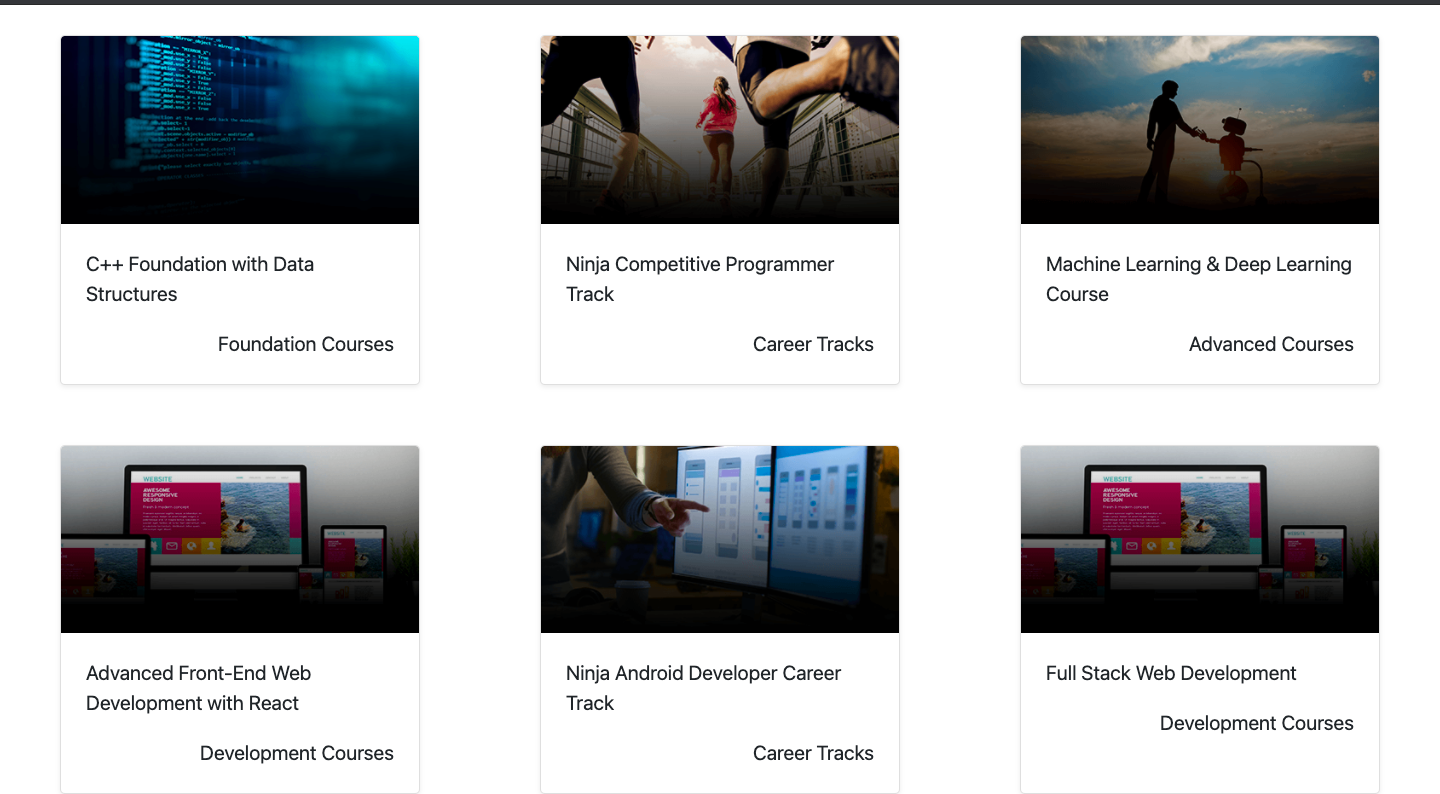 C++ Foundation with Data
Structures
Foundation Courses
Ninja Competitive Programmer
Track
Career Tracks
Machine Learning & Deep Learning
Course
Advanced Courses
WEBSITE
AWESOME
RESPONSIVE
DESIGN
Advanced Front-End Web
Development with React
Development Courses
Ninja Android Developer Career
Track
Career Tracks
WEBSITE
AWESOME
RESPONSIVE
DESIGN
Full Stack Web Development
Development Courses